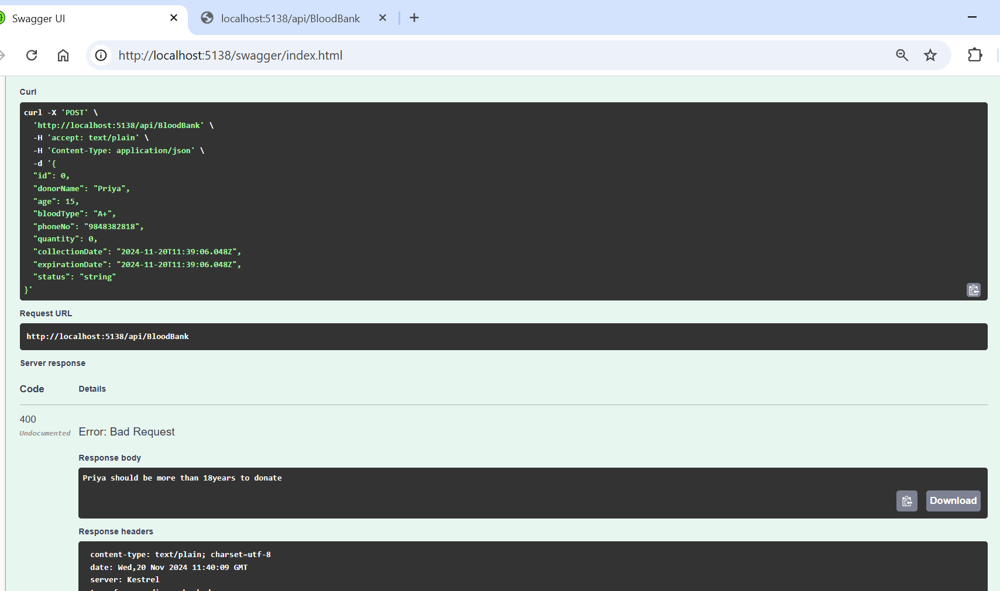 Swagger UI
localhost:5138/api/BloodBank
http://localhost:5138/swagger/index.html
Curl
curl -X 'POST' \
'http://localhost:5138/api/BloodBank' \
-H 'accept: text/plain' \
-H 'Content-Type: application/json' \
-d '{
"id": 0,
"donorName": "Priya",
"age": 15,
"bloodType": "A+",
"phoneNo": "9848382818",
"quantity": 0,
"collectionDate": "2024-11-20T11:39:06.048Z",
"expirationDate": "2024-11-20T11:39:06.048Z",
"status": "string"
}'
Request URL
http://localhost:5138/api/BloodBank
Server response
Code Details
400
Undocumented
Error: Bad Request
Response body
Priya should be more than 18years to donate
Download
Response headers
content-type: text/plain; charset=utf-8
date: Wed,20 Nov 2024 11:40:09 GMT
server: Kestrel